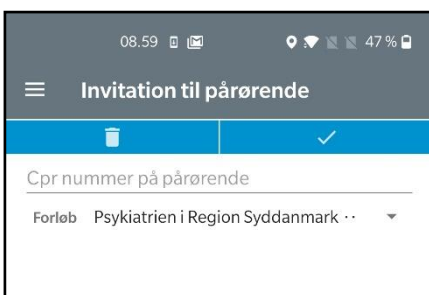 08.59 47 %
Invitation til pårørende
Cpr nummer på pårørende
Forløb Psykiatrien i Region Syddanmark ··